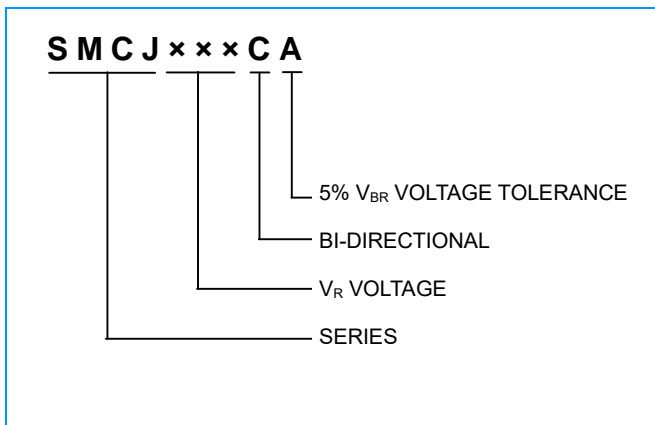 SMCJ×××CA
5% VBR VOLTAGE TOLERANCE
BI-DIRECTIONAL
VR VOLTAGE
SERIES